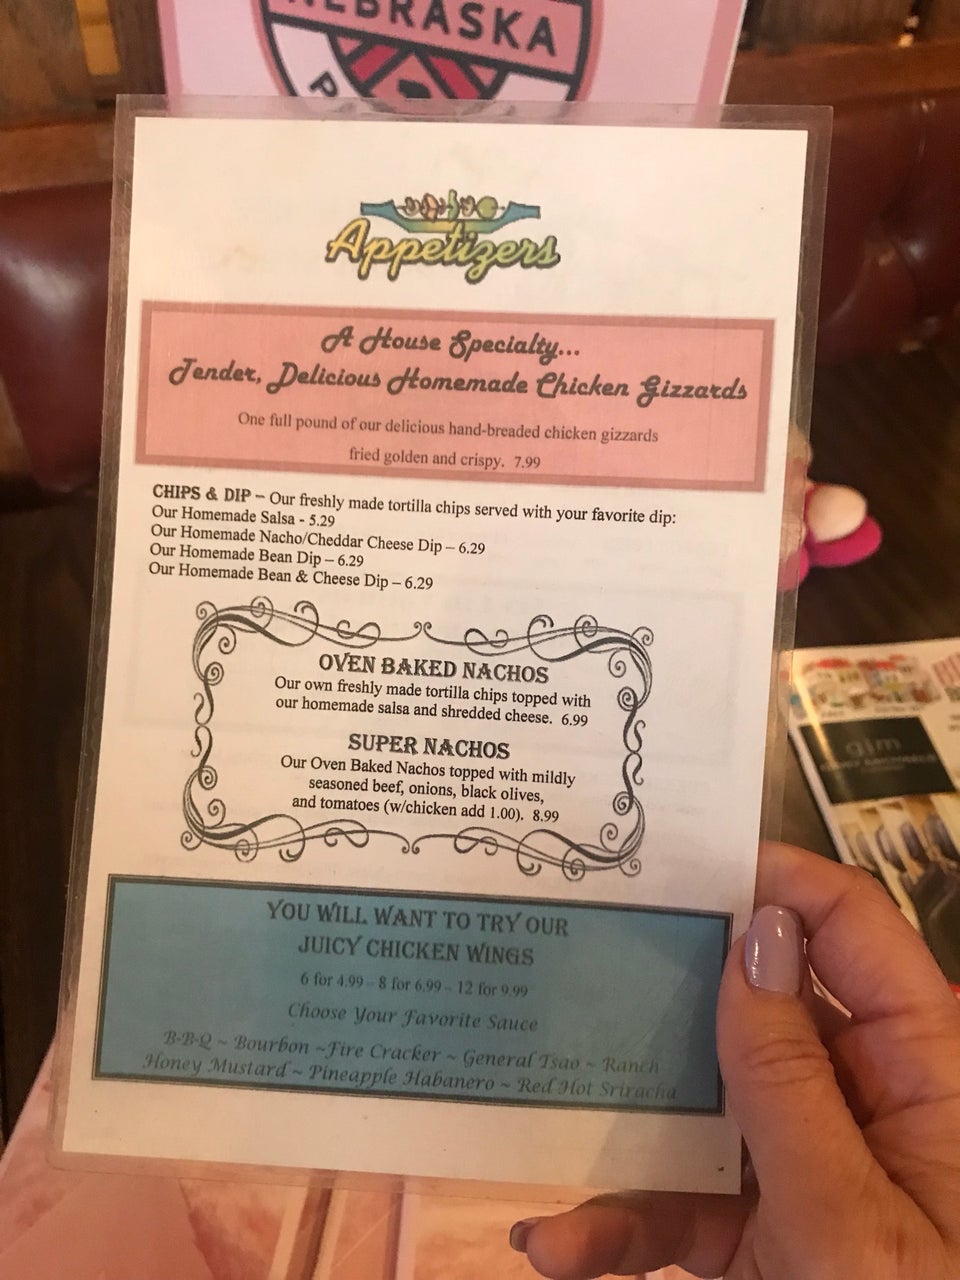 NEBRASKA
P
Appetizers
A House Specialty...
Tender, Delicious Homemade Chicken Gizzards
One full pound of our delicious hand-breaded chicken gizzards
fried golden and crispy.  7.99
CHIPS & DIP – Our freshly made tortilla chips served with your favorite dip:
Our Homemade Salsa - 5.29
Our Homemade Nacho/Cheddar Cheese Dip – 6.29
Our Homemade Bean Dip – 6.29
Our Homemade Bean & Cheese Dip – 6.29
OVEN BAKED NACHOS
Our own freshly made tortilla chips topped with
our homemade salsa and shredded cheese.  6.99
SUPER NACHOS
Our Oven Baked Nachos topped with mildly
seasoned beef, onions, black olives,
and tomatoes (w/chicken add 1.00).  8.99
YOU WILL WANT TO TRY OUR
JUICY CHICKEN WINGS
6 for 4.99 – 8 for 6.99 – 12 for 9.99
Choose Your Favorite Sauce
B-B-Q ~ Bourbon ~Fire Cracker ~ General Tsao ~ Ranch
Honey Mustard ~ Pineapple Habanero ~ Red Hot Sriracha